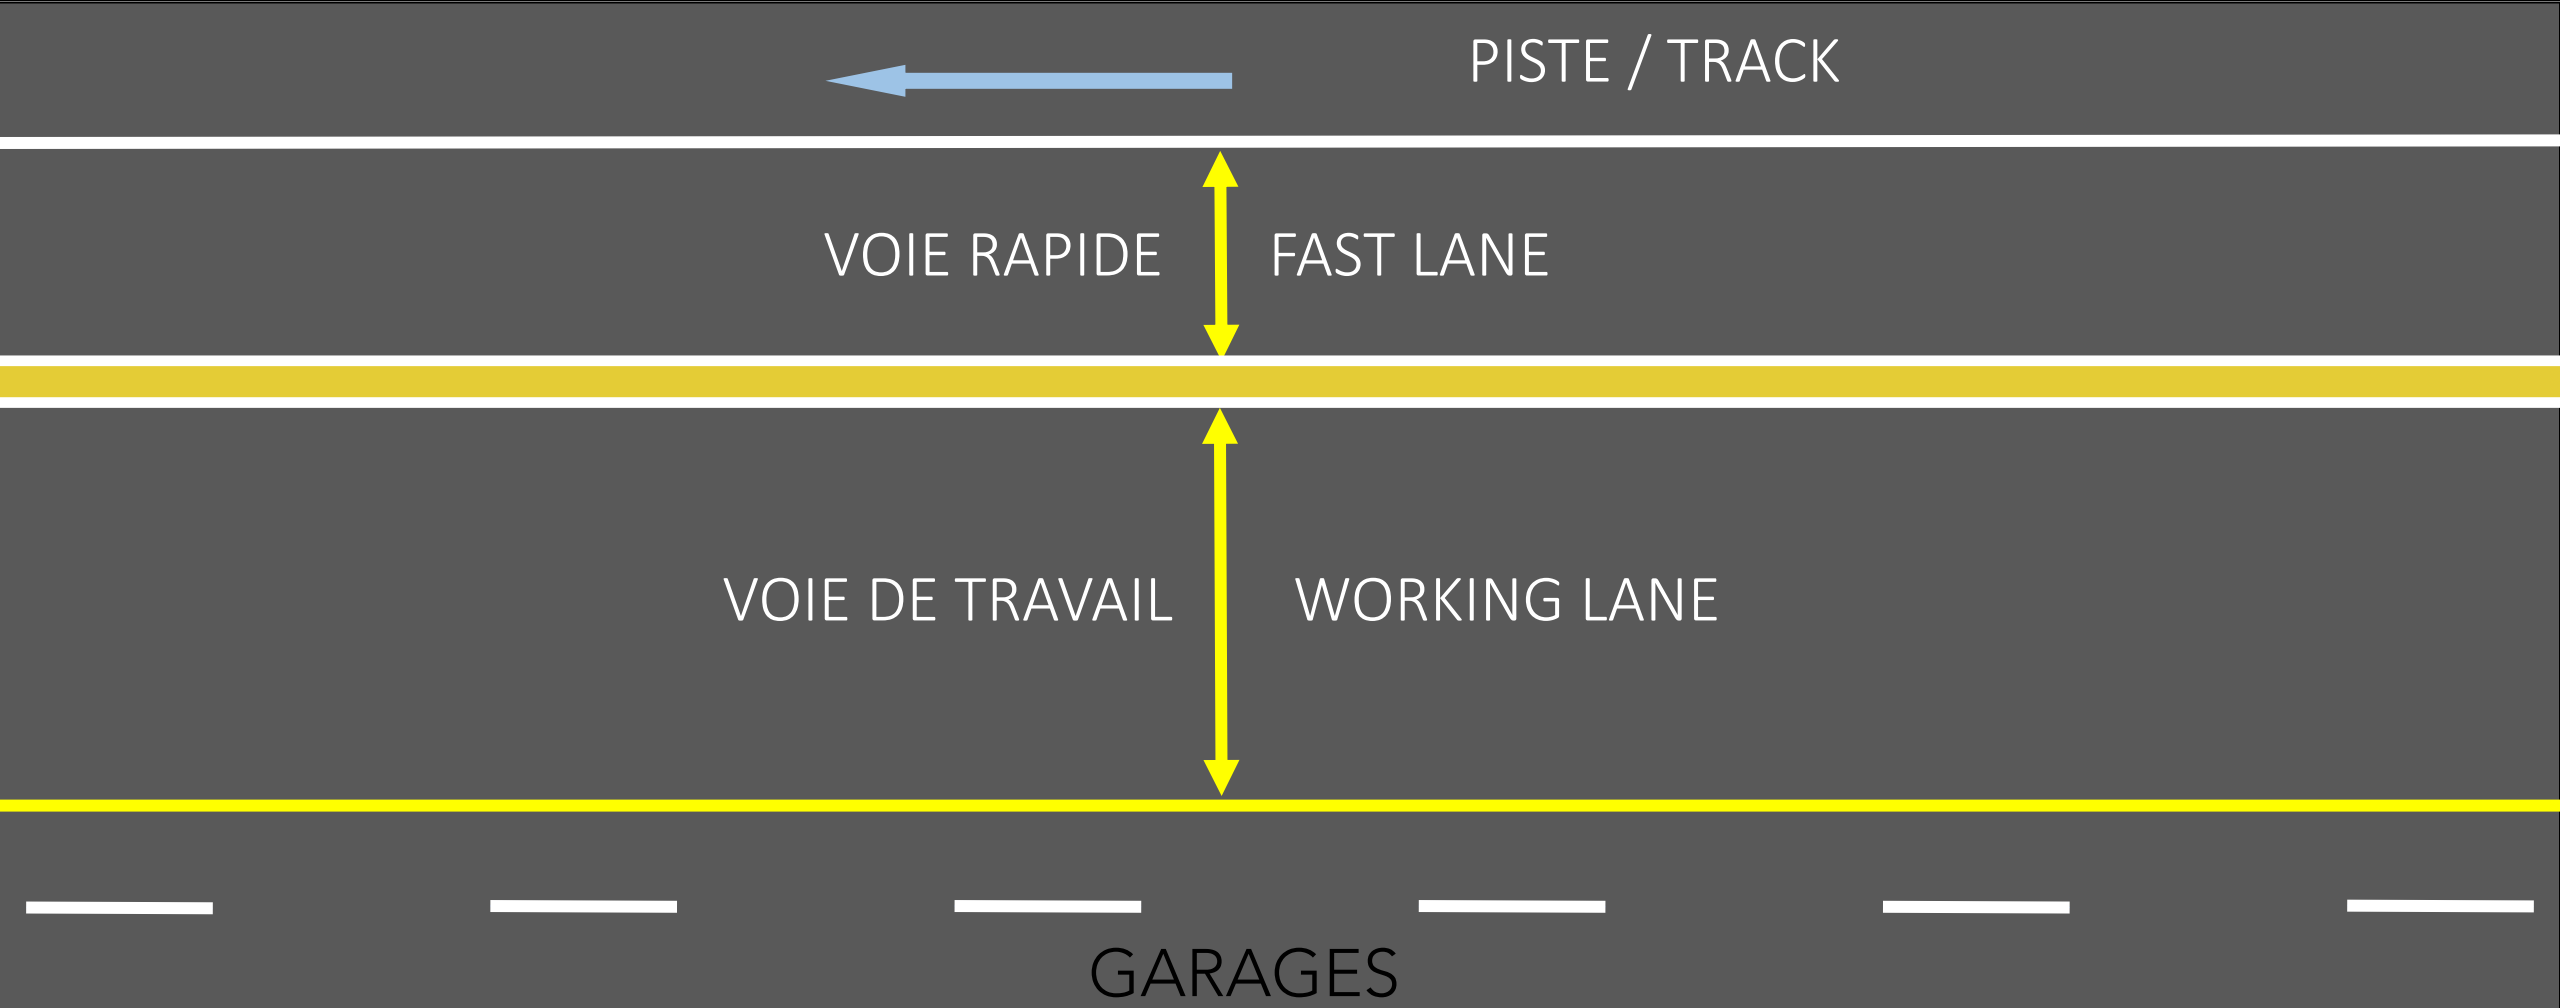 PISTE / TRACK
VOIE RAPIDE FAST LANE
VOIE DE TRAVAIL WORKING LANE
GARAGES